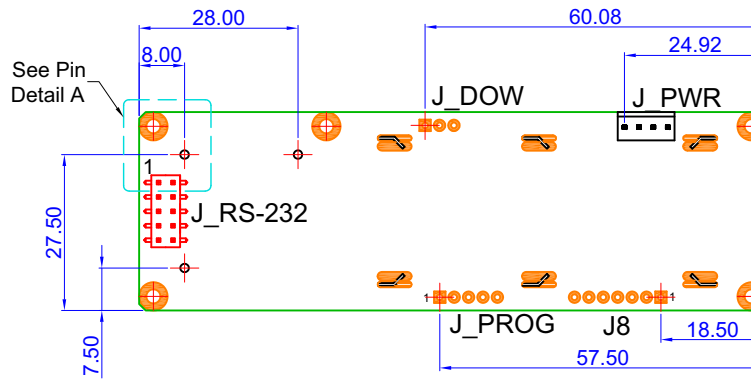 28.00
60.08
8.00
24.92
See Pin
Detail A
J_DOW
J_PWR
1
27.50
J_RS-232
7.50
1
J_PROG
J8
1
18.50
57.50